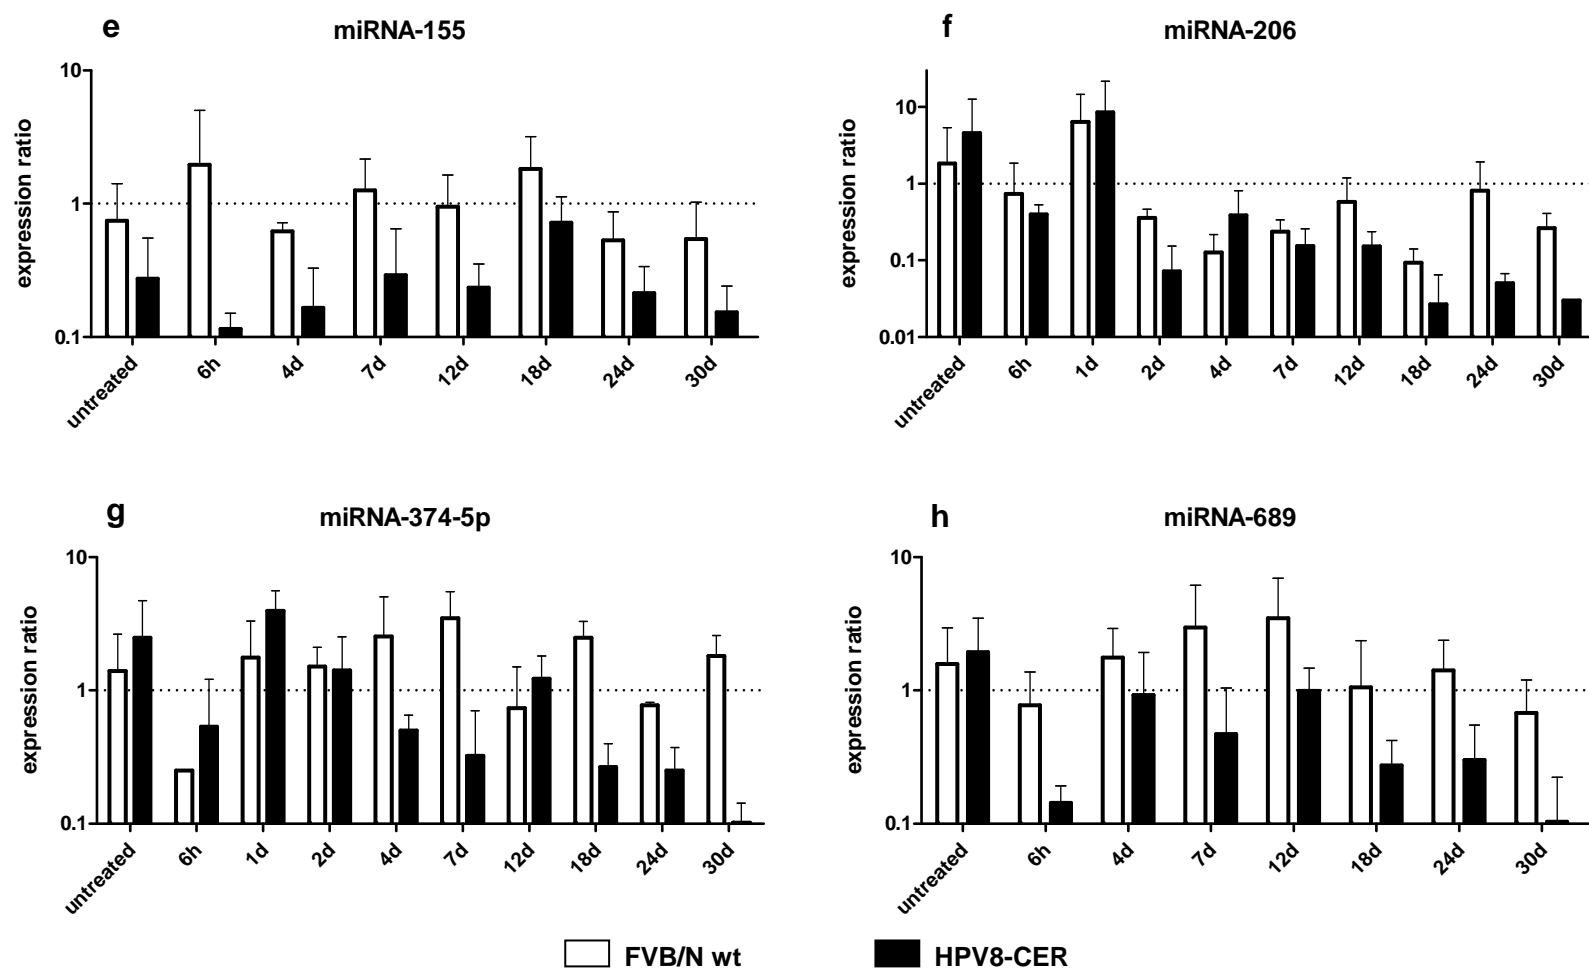 e
miRNA-155
expression ratio
10
1
0.1
untreated
6h
4d
7d
12d
18d
24d
30d
f
miRNA-206
expression ratio
10
1
0.1
0.01
untreated
6h
1d
2d
4d
7d
12d
18d
24d
30d
g
miRNA-374-5p
expression ratio
10
1
0.1
untreated
6h
1d
2d
4d
7d
12d
18d
24d
30d
h
miRNA-689
expression ratio
10
1
0.1
untreated
6h
4d
7d
12d
18d
24d
30d
FVB/N wt
HPV8-CER